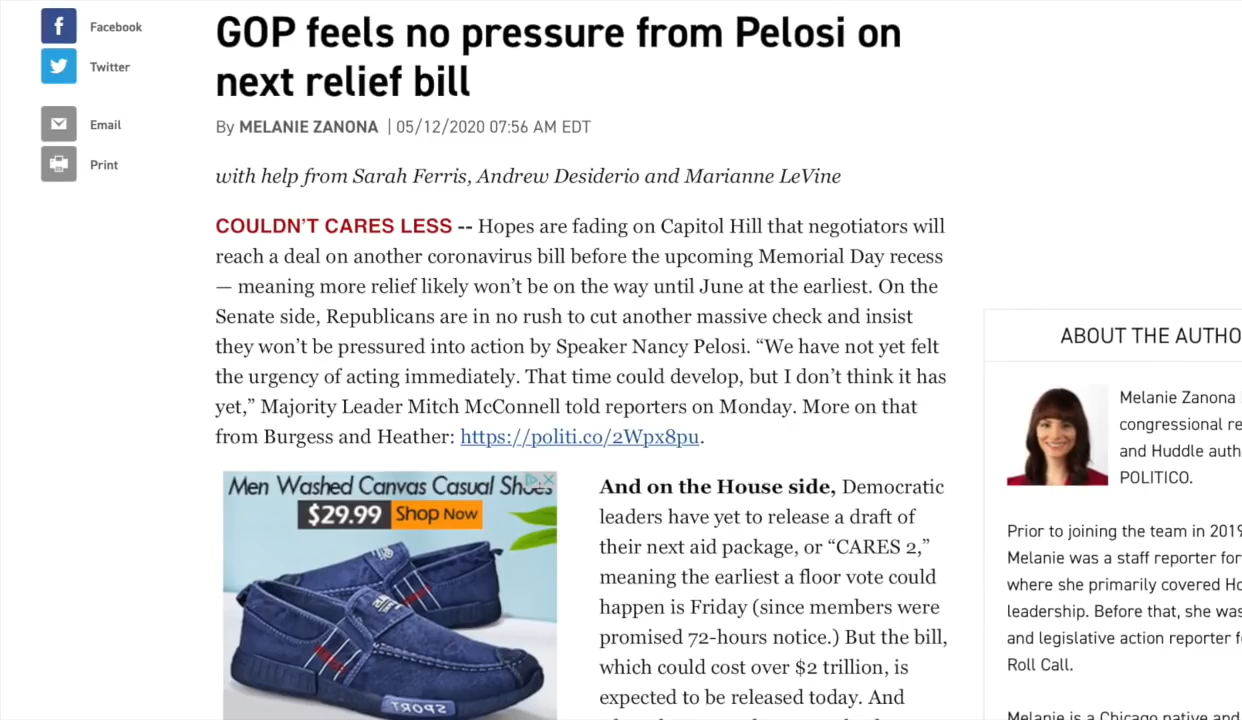 Facebook
Twitter
Email
Print
GOP feels no pressure from Pelosi on
next relief bill
By MELANIE ZANONA | 05/12/2020 07:56 AM EDT
with help from Sarah Ferris, Andrew Desiderio and Marianne LeVine
COULDN'T CARES LESS -- Hopes are fading on Capitol Hill that negotiators will
reach a deal on another coronavirus bill before the upcoming Memorial Day recess
— meaning more relief likely won't be on the way until June at the earliest. On the
Senate side, Republicans are in no rush to cut another massive check and insist
they won't be pressured into action by Speaker Nancy Pelosi. “We have not yet felt
the urgency of acting immediately. That time could develop, but I don't think it has
yet,” Majority Leader Mitch McConnell told reporters on Monday. More on that
from Burgess and Heather: https://politi.co/2Wpx8pu.
Men Washed Canvas Casual Shoes
$29.99 Shop Now
SPORT
And on the House side, Democratic
leaders have yet to release a draft of
their next aid package, or “CARES 2,”
meaning the earliest a floor vote could
happen is Friday (since members were
promised 72-hours notice.) But the bill,
which could cost over $2 trillion, is
expected to be released today. And
ABOUT THE AUTHO
Melanie Zanona
congressional re
and Huddle auth
POLITICO.
Prior to joining the team in 2019
Melanie was a staff reporter for
where she primarily covered Ho
leadership. Before that, she was
and legislative action reporter f
Roll Call.
Melanie is a Chicago native and